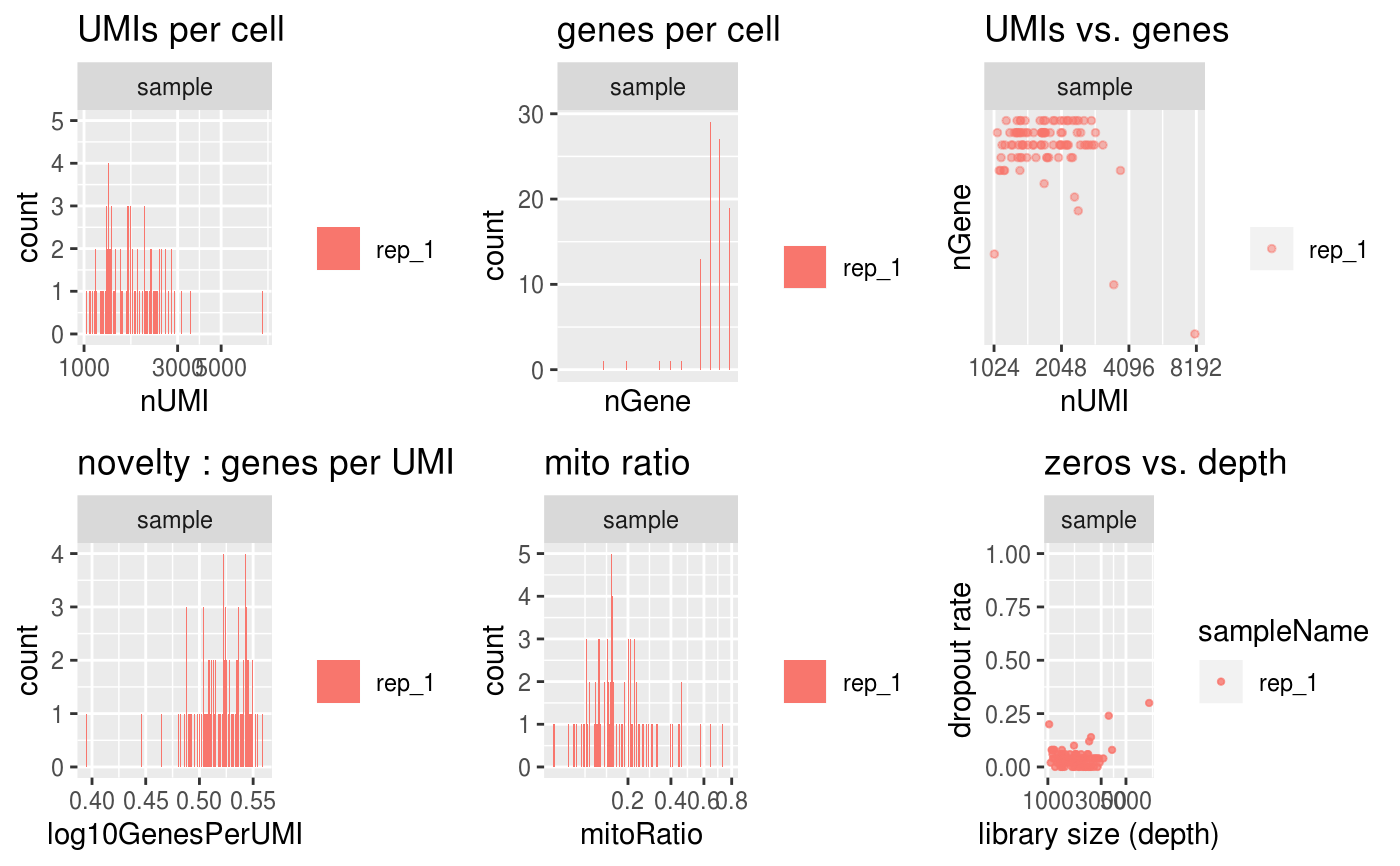 UMIs per cell
sample
5
4
3
2
1
0
count
1000 3000 5000
nUMI
rep_1
genes per cell
sample
30
20
10
0
count
nGene
rep_1
UMIs vs. genes
sample
nGene
1024 2048 4096 8192
nUMI
rep_1
novelty : genes per UMI
sample
4
3
2
1
0
count
0.40 0.45 0.50 0.55
log10GenesPerUMI
rep_1
mito ratio
sample
5
4
3
2
1
0
count
0.2 0.4 0.6 0.8
mitoRatio
rep_1
zeros vs. depth
sample
1.00
0.75
0.50
0.25
0.00
dropout rate
1000 3000 5000
library size (depth)
sampleName
rep_1